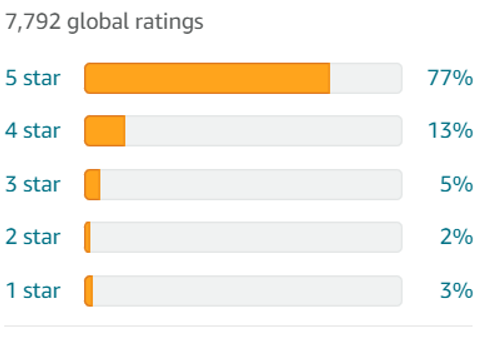 7,792 global ratings
5 star 77%
4 star 13%
3 star 5%
2 star 2%
1 star 3%